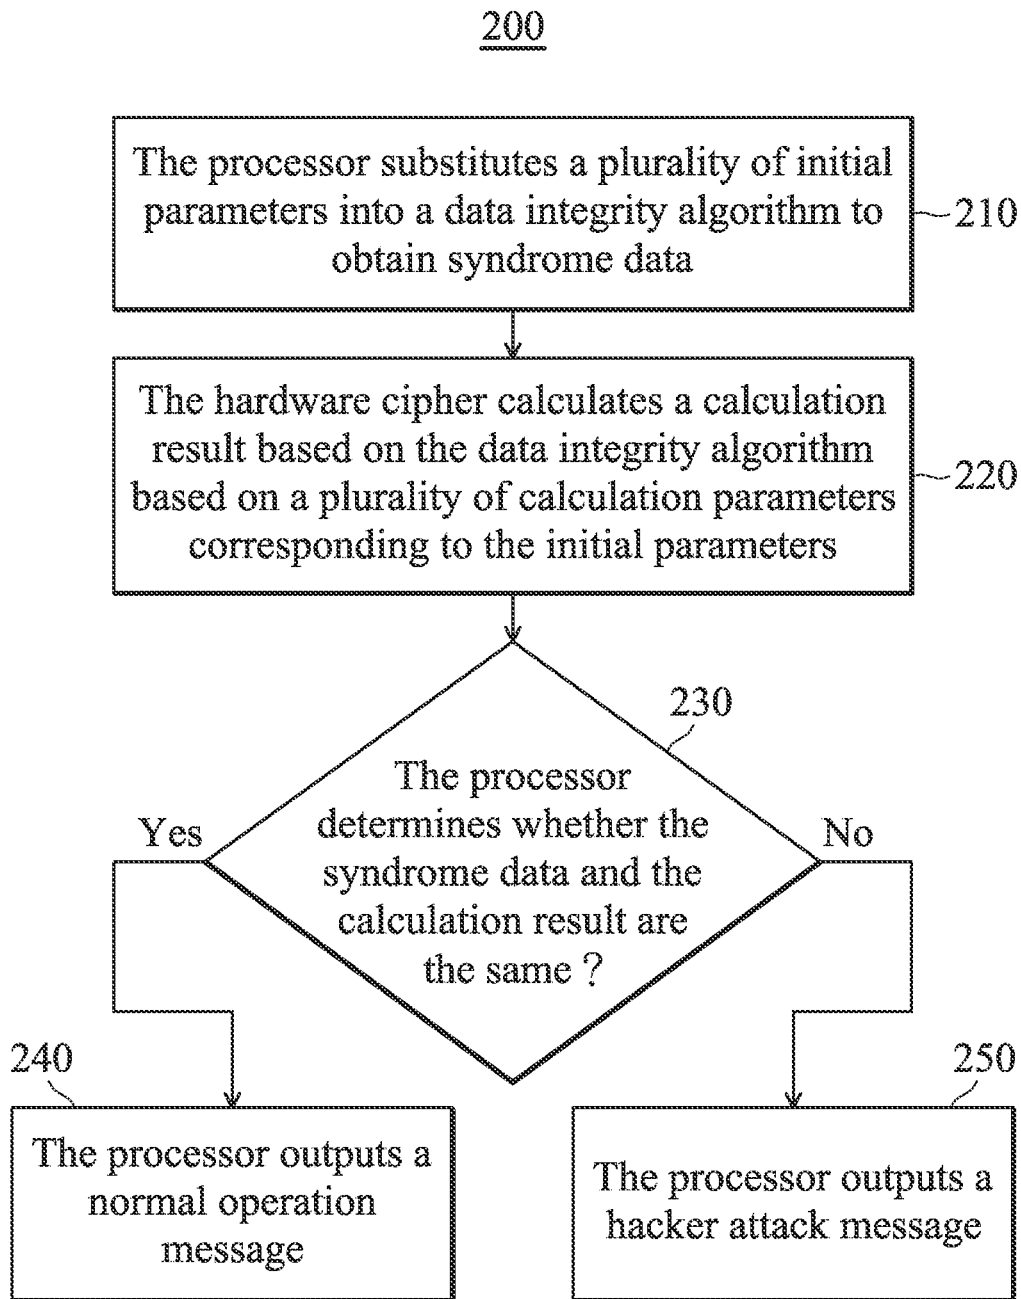 200
The processor substitutes a plurality of initial
parameters into a data integrity algorithm to
obtain syndrome data
210
The hardware cipher calculates a calculation
result based on the data integrity algorithm
based on a plurality of calculation parameters
corresponding to the initial parameters
220
230
The processor
determines whether the
syndrome data and the
calculation result are
the same ?
Yes
No
240
The processor outputs a
normal operation
message
250
The processor outputs a
hacker attack message